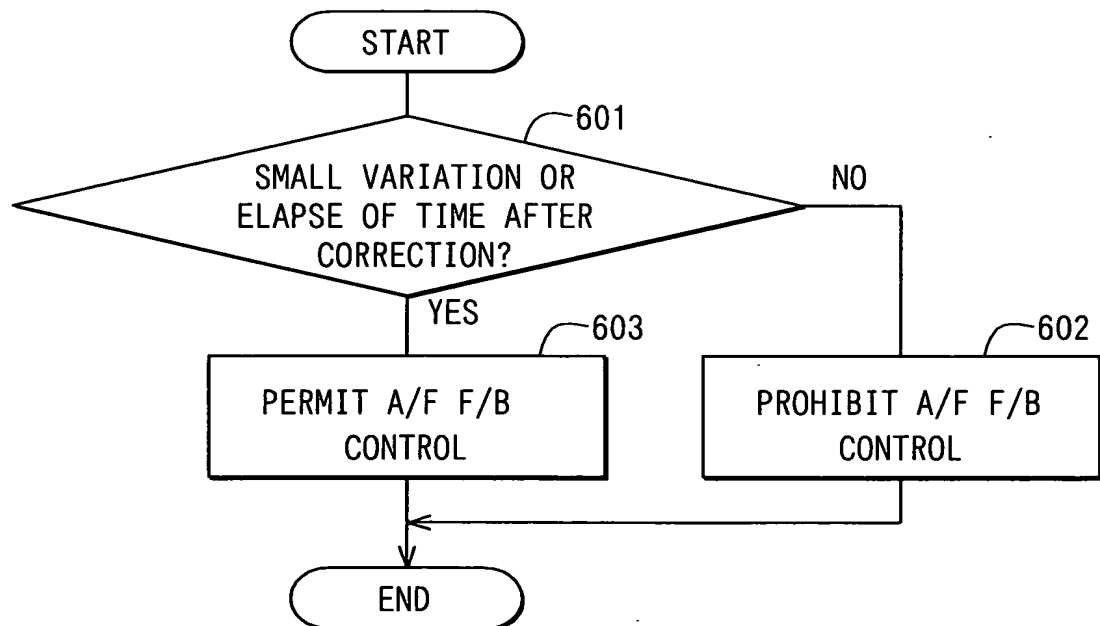 START
601
SMALL VARIATION OR
ELAPSE OF TIME AFTER
CORRECTION?
NO
YES
603
602
PERMIT A/F F/B
CONTROL
PROHIBIT A/F F/B
CONTROL
END